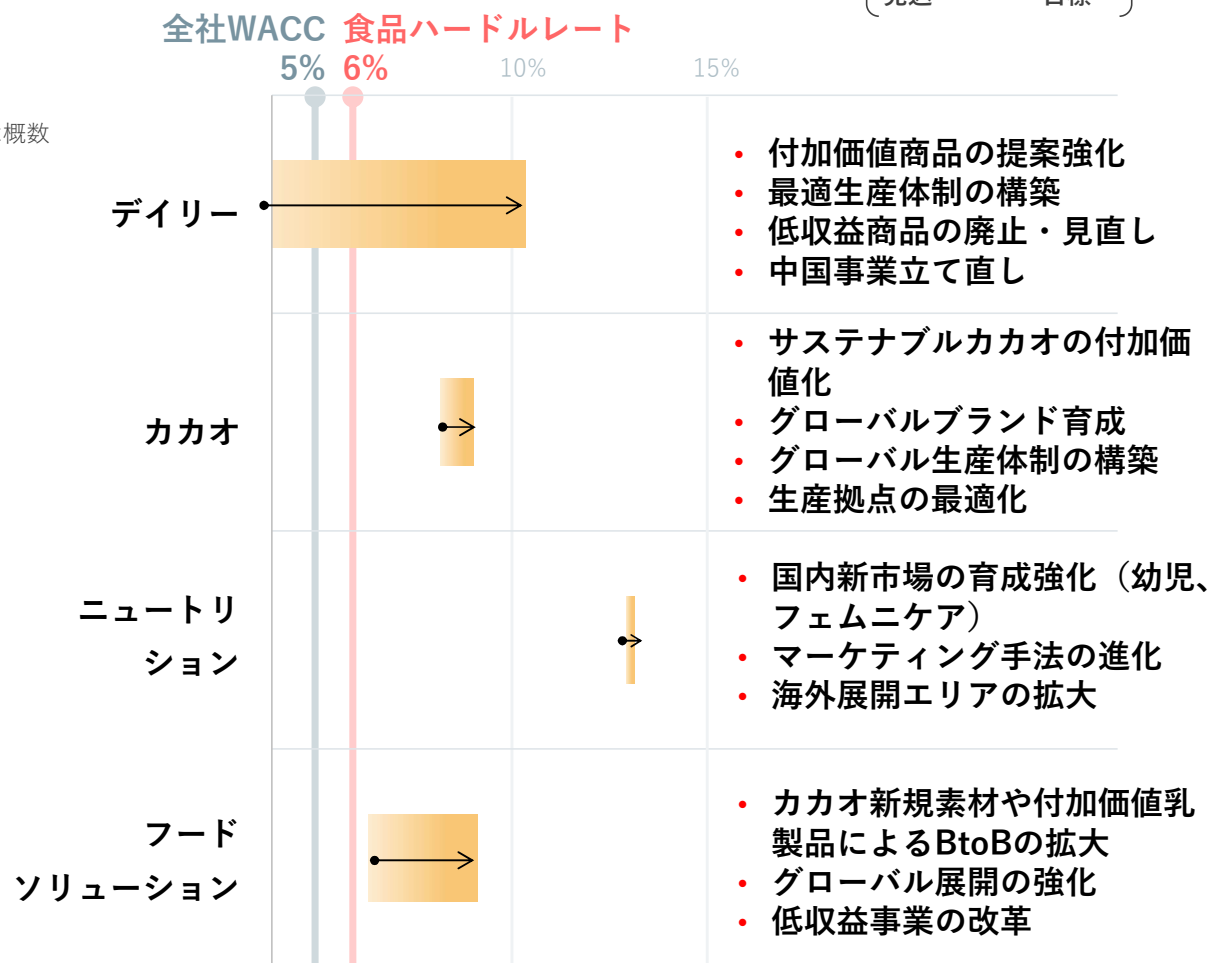 全社WACC 食品ハードルレート
5% 6% 10% 15%
概数
デイリー
• 付加価値商品の提案強化
• 最適生産体制の構築
• 低収益商品の廃止・見直し
• 中国事業立て直し
カカオ
• サステナブルカカオの付加価
値化
• グローバルブランド育成
• グローバル生産体制の構築
• 生産拠点の最適化
ニュートリ
ション
• 国内新市場の育成強化（幼児、
フェムニケア）
• マーケティング手法の進化
• 海外展開エリアの拡大
フード
ソリューション
• カカオ新規素材や付加価値乳
製品によるBtoBの拡大
• グローバル展開の強化
• 低収益事業の改革